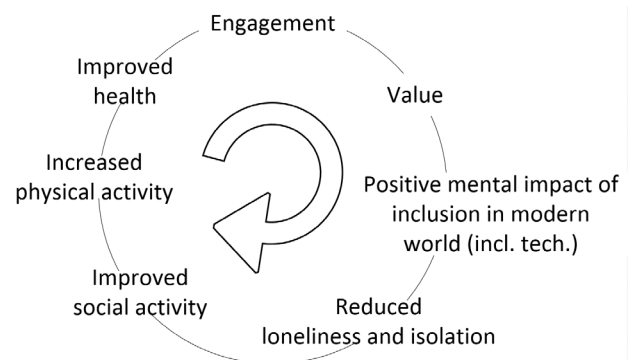 Engagement
Value
Positive mental impact of
inclusion in modern
world (incl. tech.)
Reduced
loneliness and isolation
Improved
social activity
Increased
physical activity
Improved
health